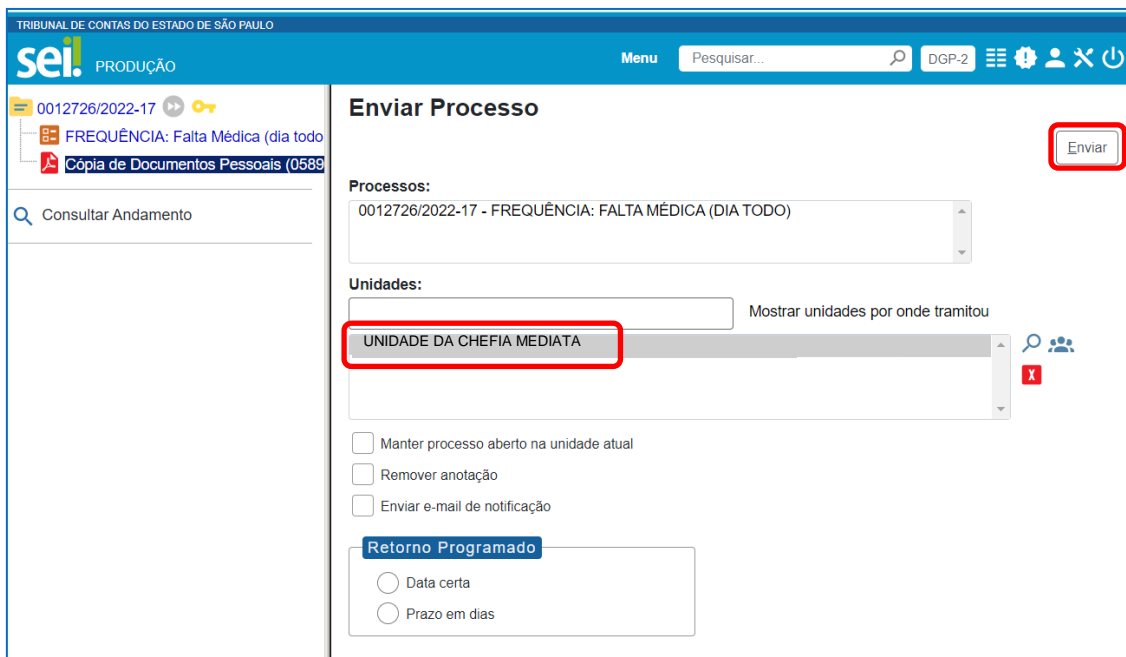 TRIBUNAL DE CONTAS DO ESTADO DE SÃO PAULO
sei! PRODUÇÃO
Menu
Pesquisar...
DGP-2
0012726/2022-17
FREQUÊNCIA: Falta Médica (dia todo
Cópia de Documentos Pessoais (0589
Consultar Andamento
Enviar Processo
Enviar
Processos:
0012726/2022-17 - FREQUÊNCIA: FALTA MÉDICA (DIA TODO)
Unidades:
Mostrar unidades por onde tramitou
UNIDADE DA CHEFIA MEDIATA
X
Manter processo aberto na unidade atual
Remover anotação
Enviar e-mail de notificação
Retorno Programado
Data certa
Prazo em dias